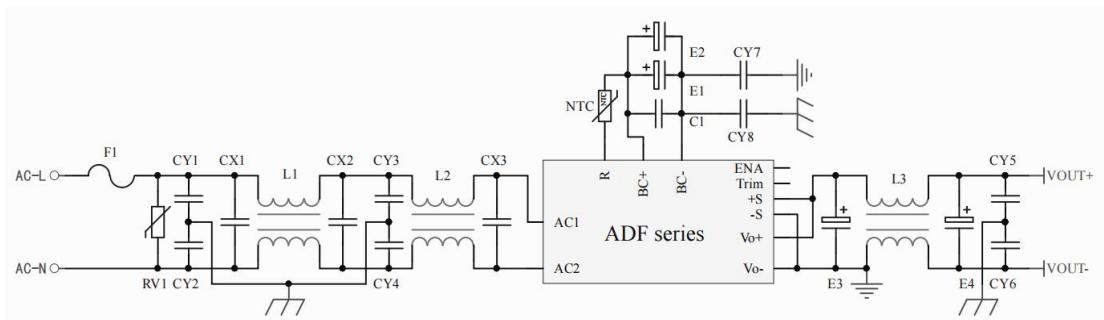 E2
CY7
E1
NTC
NTC
C1
CY8
F1
CY1
CX1
L1
CX2
CY3
L2
CX3
R
BC+
BC-
ENA
Trim
+S
-S
Vo+
Vo-
L3
CY5
AC-L
VOUT+
AC1
ADF series
AC2
AC-N
VOUT-
RV1
CY2
CY4
E3
E4
CY6
+
+
+
+